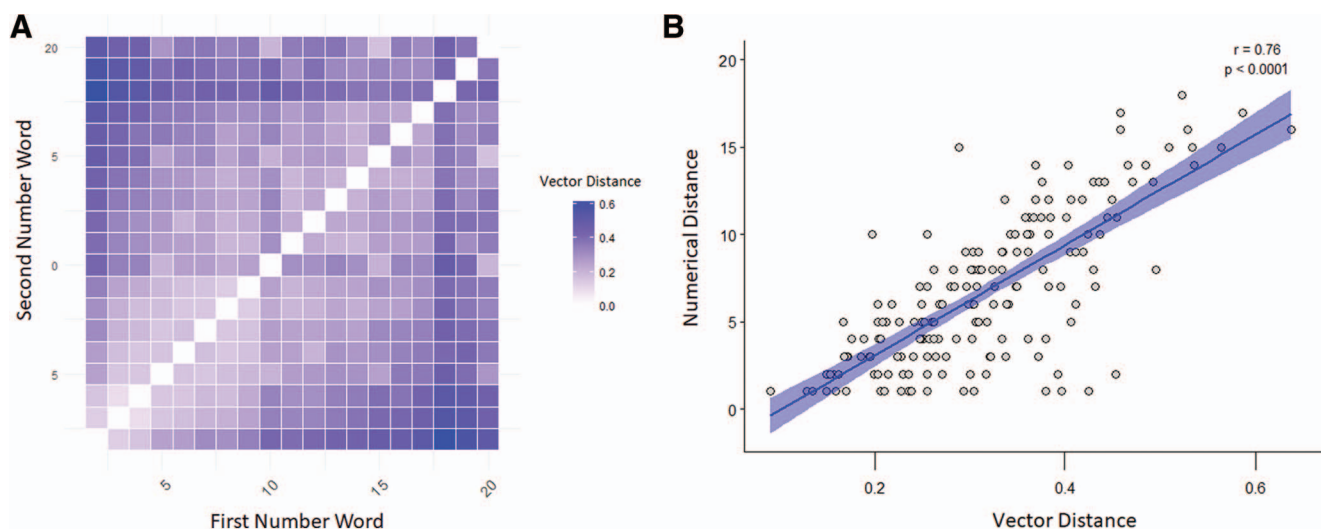 A
20
5
0
5
Second Number Word
5
10
15
20
First Number Word
Vector Distance
0.6
0.4
0.2
0.0
B
r = 0.76
p < 0.0001
20
15
10
5
0
Numerical Distance
0.2
0.4
0.6
Vector Distance